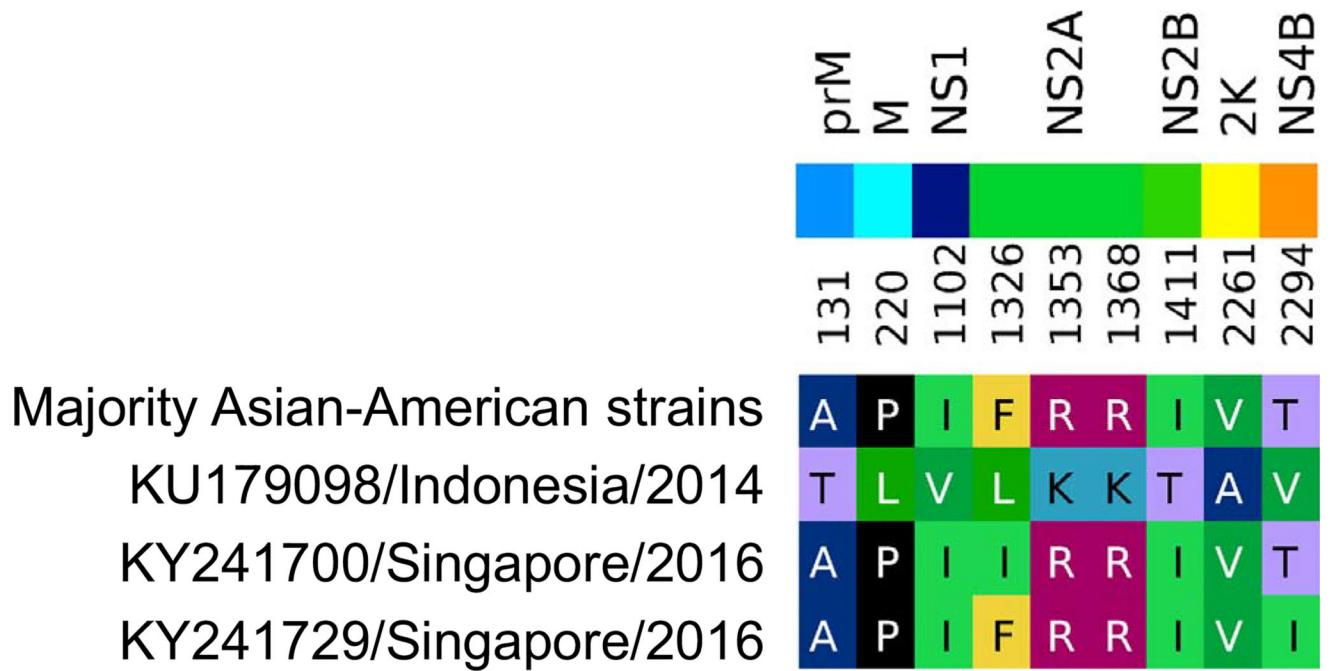 prM M NS1 NS2A NS2B 2K NS4B
131 220 1102 1326 1353 1368 1411 2261 2294
Majority Asian-American strains A P I F R R I V T
KU179098/Indonesia/2014 T L V L K K T A V
KY241700/Singapore/2016 A P I I R R I V T
KY241729/Singapore/2016 A P I F R R I V I